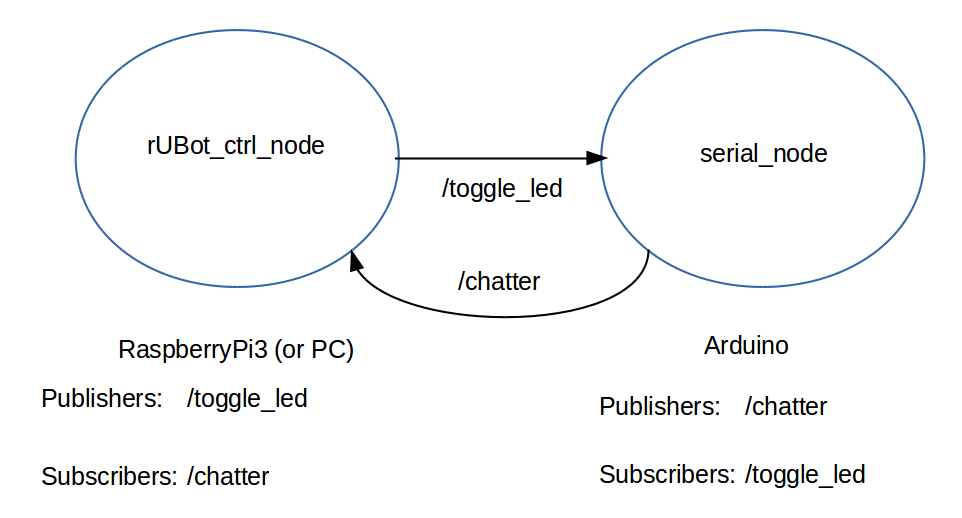 rUBot_ctrl_node
serial_node
/toggle_led
/chatter
RaspberryPi3 (or PC)
Publishers: /toggle_led
Subscribers: /chatter
Arduino
Publishers: /chatter
Subscribers: /toggle_led